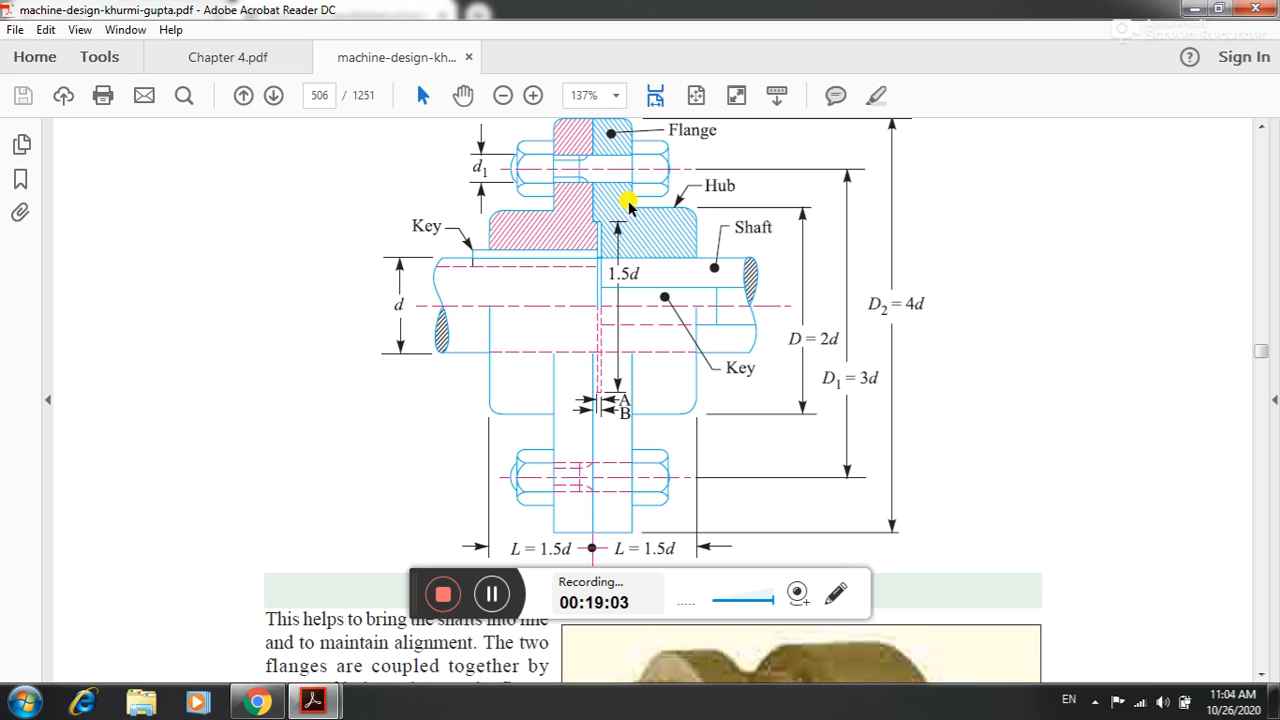 machine-design-khurmi-gupta.pdf - Adobe Acrobat Reader DC
File Edit View Window Help
Screencast-O-Matic
Home Tools Chapter 4.pdf machine-design-kh... × ? Sign In
506 / 1251 137%
Flange
d1
Hub
Key
Shaft
1.5d
d
D2 = 4d
D = 2d
Key
D1 = 3d
A
B
L = 1.5d L = 1.5d
Recording...
00:19:03
This helps to bring the shafts into line
and to maintain alignment. The two
flanges are coupled together by
EN 11:04 AM
10/26/2020